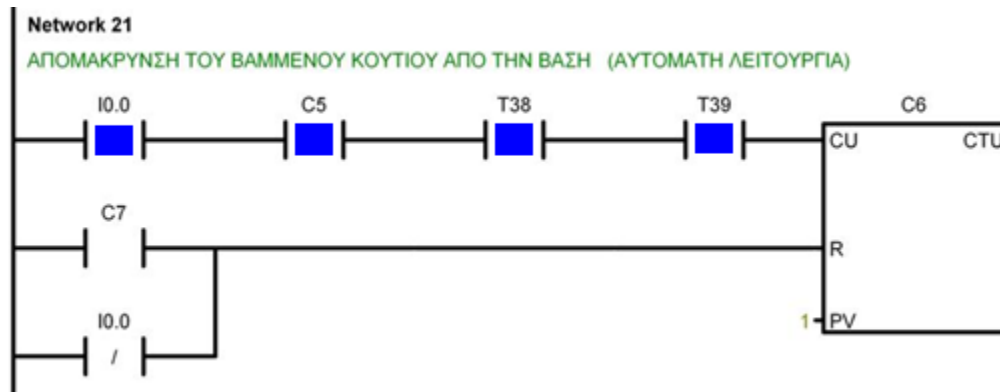 Network 21
ΑΠΟΜΑΚΡΥΝΣΗ ΤΟΥ ΒΑΜΜΕΝΟΥ ΚΟΥΤΙΟΥ ΑΠΟ ΤΗΝ ΒΑΣΗ (ΑΥΤΟΜΑΤΗ ΛΕΙΤΟΥΡΓΙΑ)
I0.0 C5 T38 T39 C6
CU CTU
C7
R
I0.0
1 PV
/